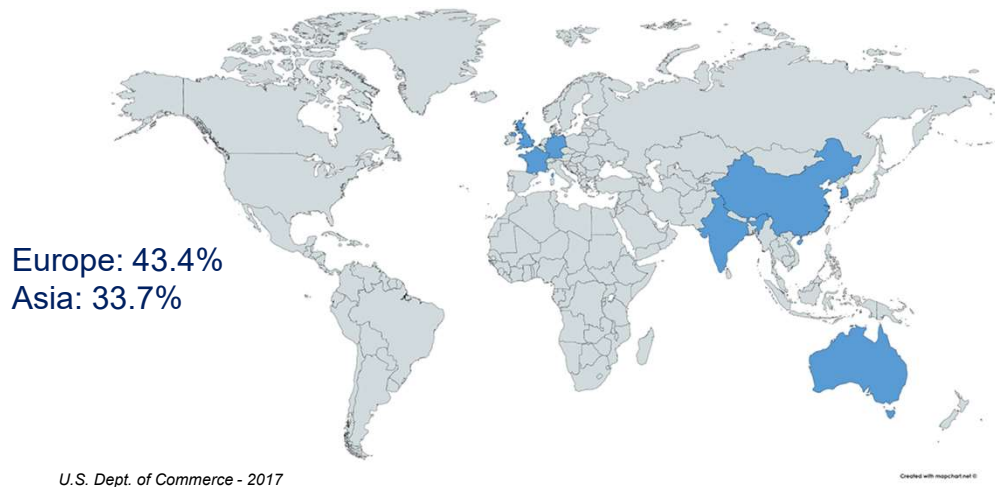 Europe: 43.4%
Asia: 33.7%
U.S. Dept. of Commerce - 2017
Created with mapchart.net ©